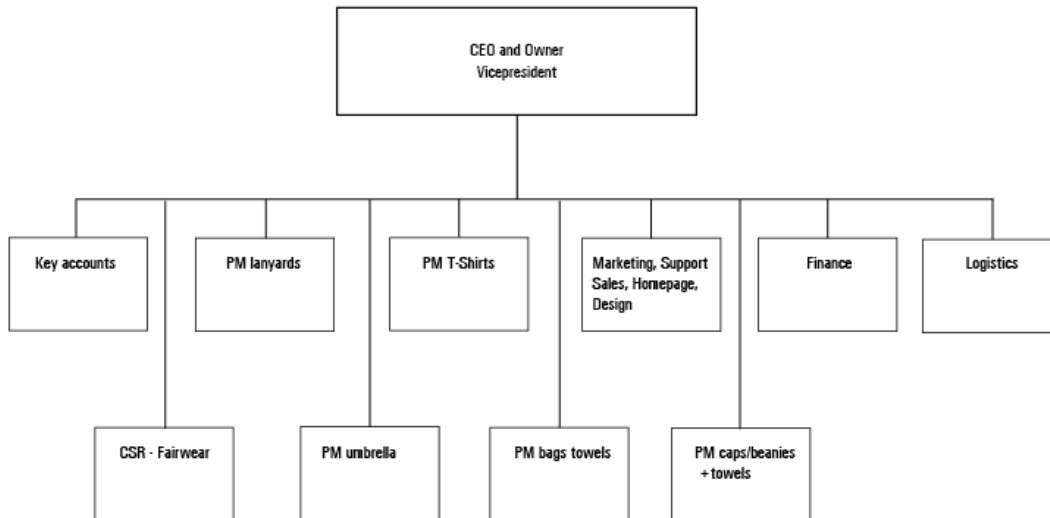 CEO and Owner
Vicepresident
Key accounts
PM lanyards
PM T-Shirts
Marketing, Support
Sales, Homepage,
Design
Finance
Logistics
CSR - Fairwear
PM umbrella
PM bags towels
PM caps/beanies
+ towels